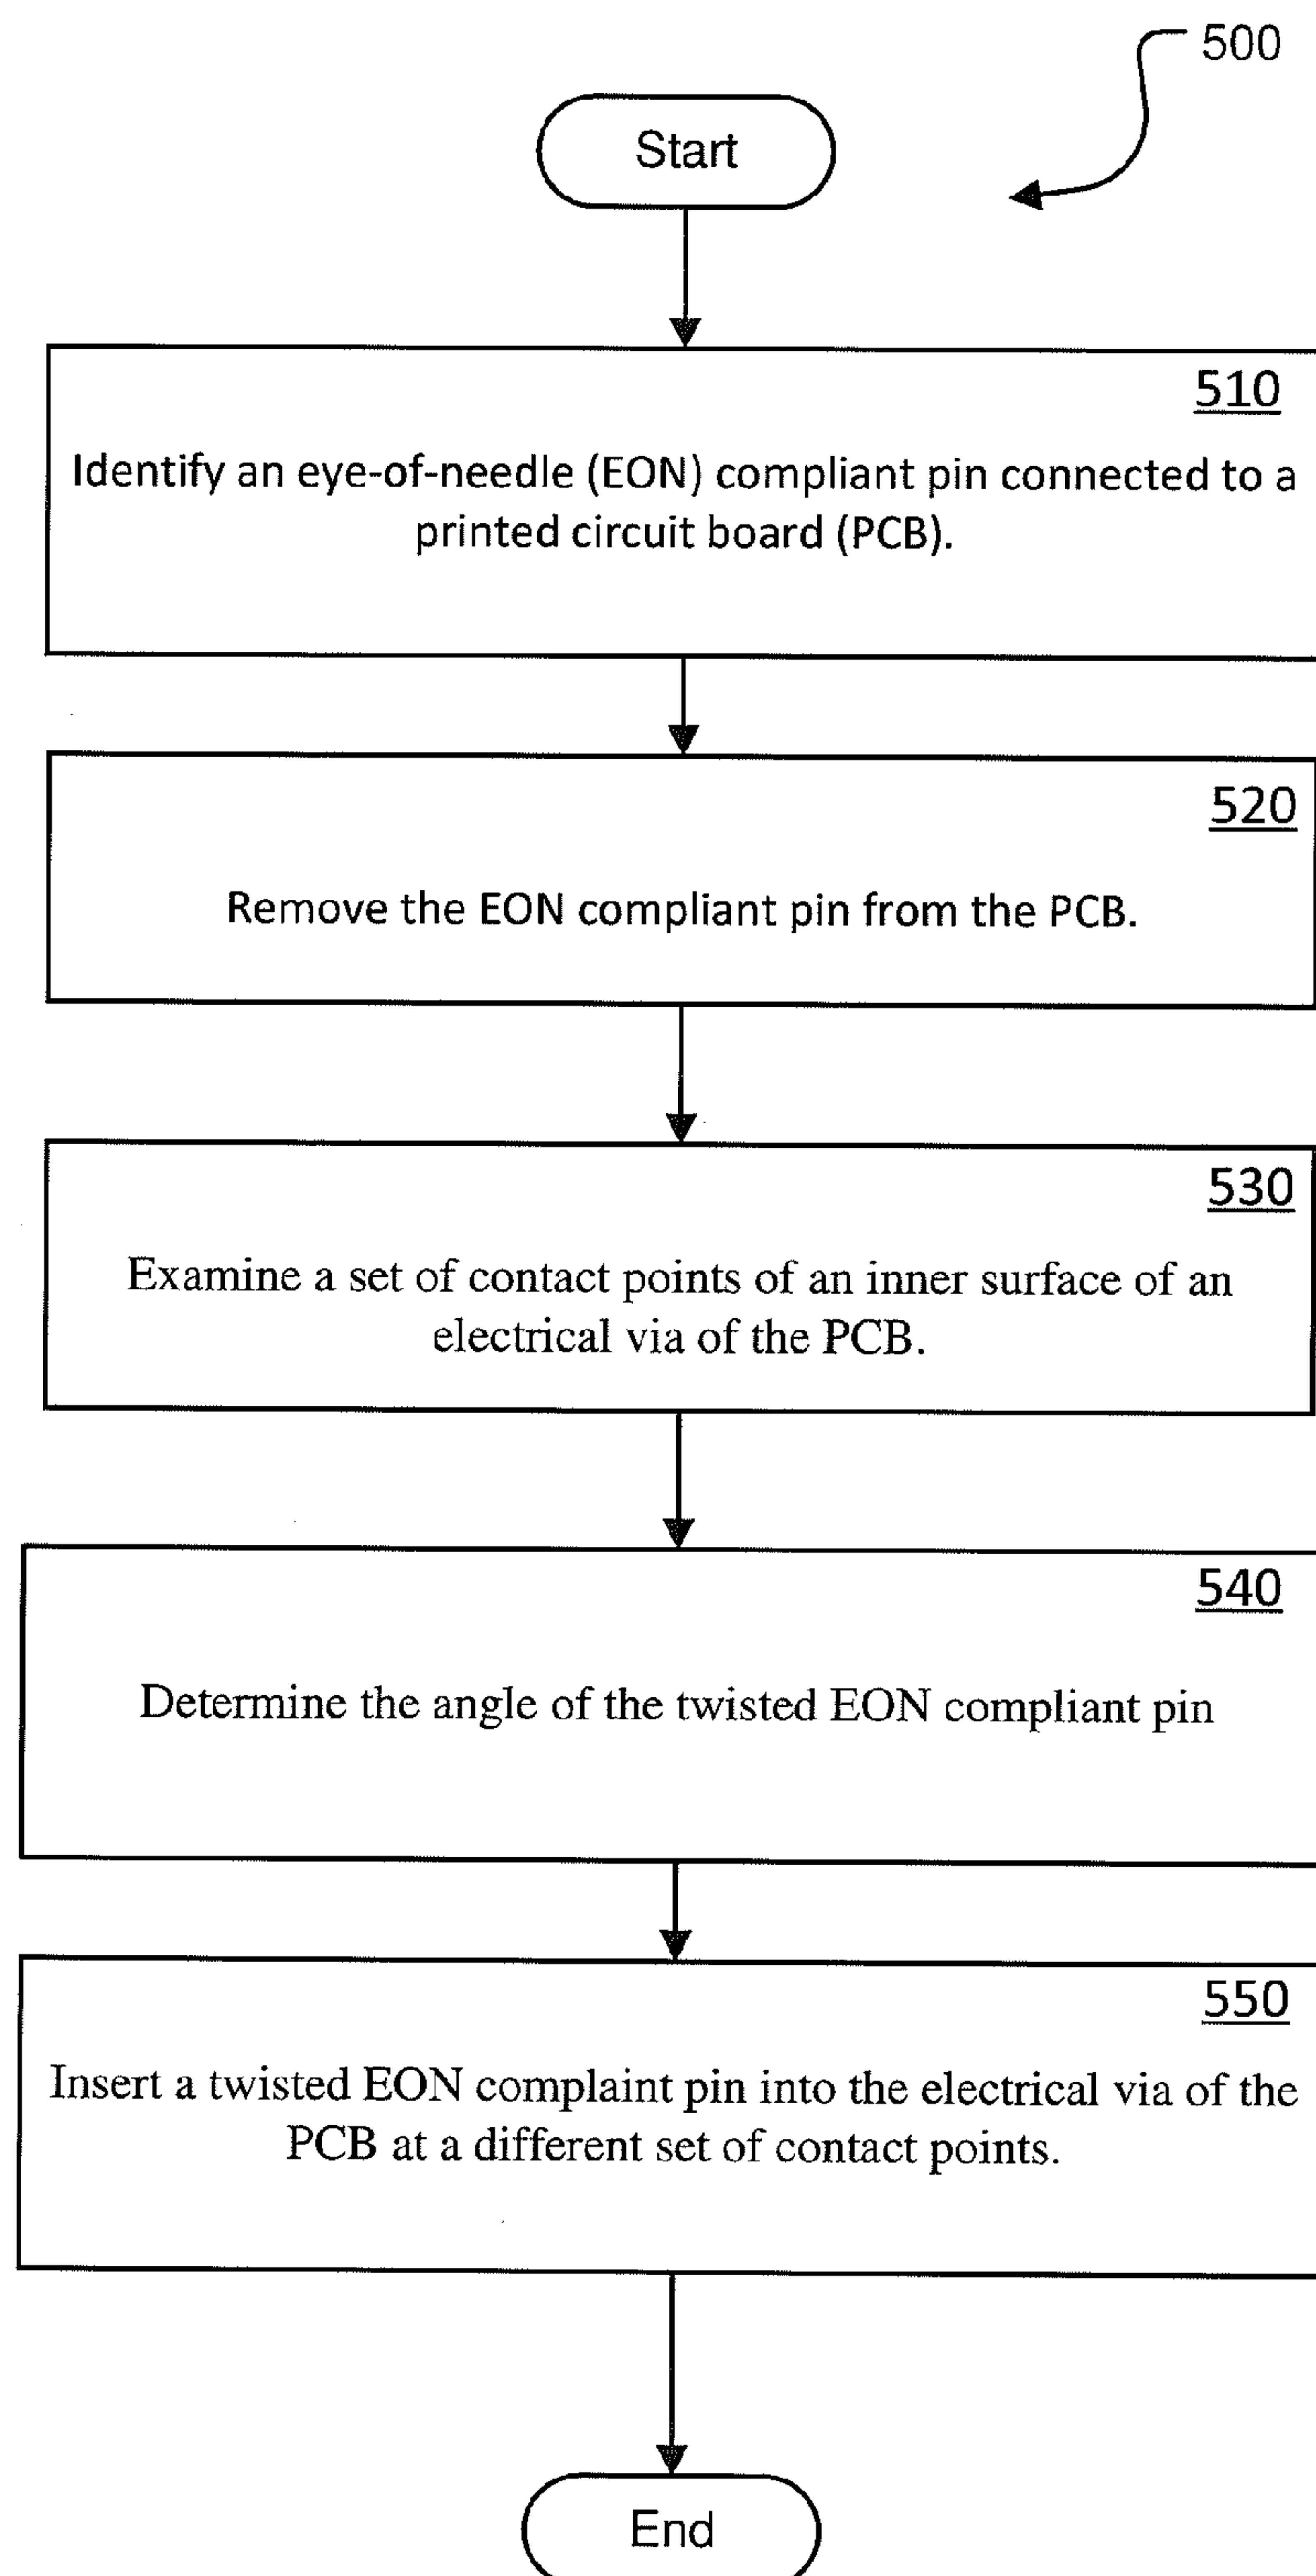 500
Start
510
Identify an eye-of-needle (EON) compliant pin connected to a
printed circuit board (PCB).
520
Remove the EON compliant pin from the PCB.
530
Examine a set of contact points of an inner surface of an
electrical via of the PCB.
540
Determine the angle of the twisted EON compliant pin
550
Insert a twisted EON complaint pin into the electrical via of the
PCB at a different set of contact points.
End